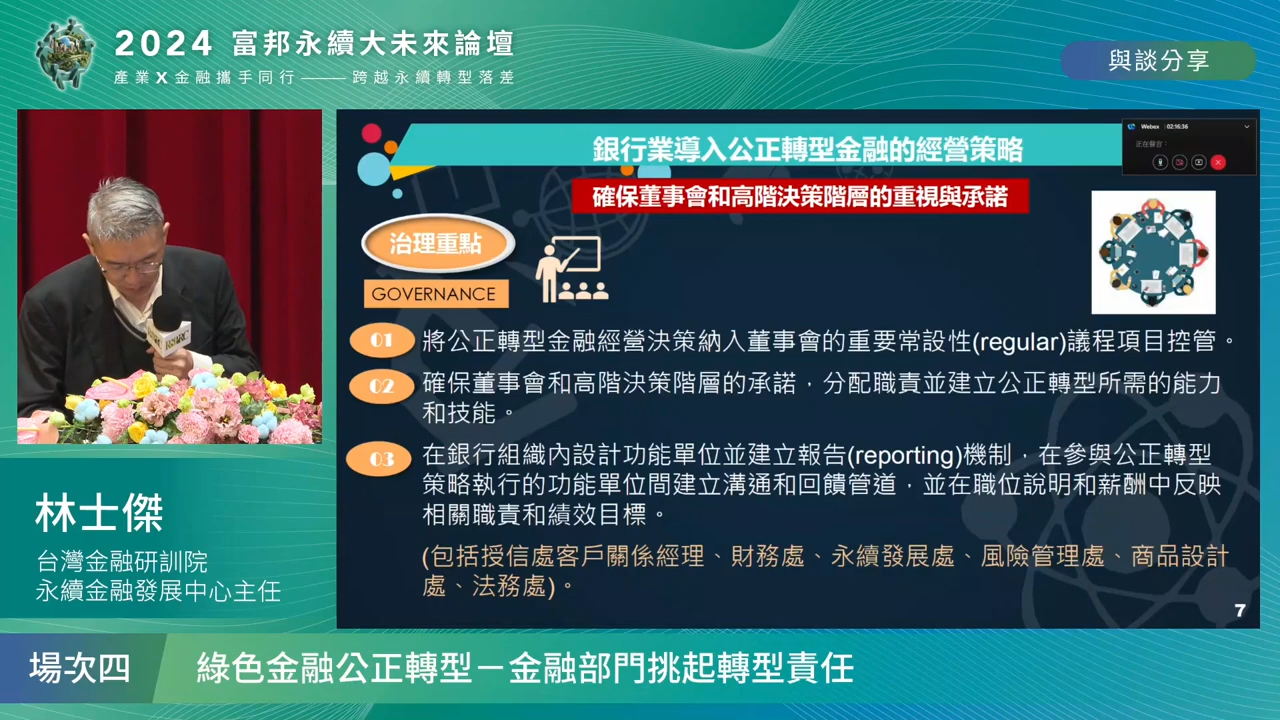 2024 富邦永續大未來論壇
產業X金融攜手同行——跨越永續轉型落差
與談分享
銀行業導入公正轉型金融的經營策略
Webex 02:16:36
正在發言：
確保董事會和高階決策階層的重視與承諾
治理重點
GOVERNANCE
01 將公正轉型金融經營決策納入董事會的重要常設性(regular)議程項目控管。
02 確保董事會和高階決策階層的承諾，分配職責並建立公正轉型所需的能力
和技能。
03 在銀行組織內設計功能單位並建立報告(reporting)機制，在參與公正轉型
策略執行的功能單位間建立溝通和回饋管道，並在職位說明和薪酬中反映
相關職責和績效目標。
(包括授信處客戶關係經理、財務處、永續發展處、風險管理處、商品設計
處、法務處)。
7
林士傑
台灣金融研訓院
永續金融發展中心主任
場次四
綠色金融公正轉型－金融部門挑起轉型責任